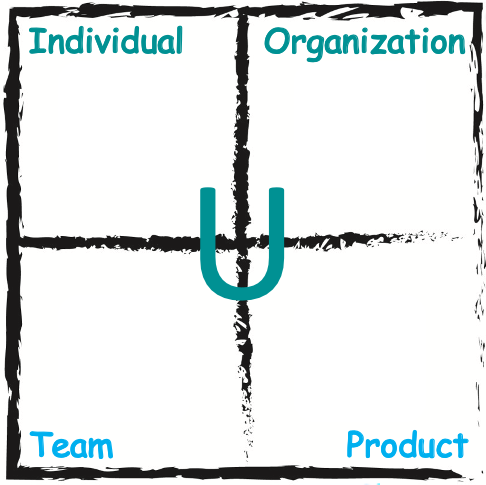 Individual
Organization
U
Team
Product